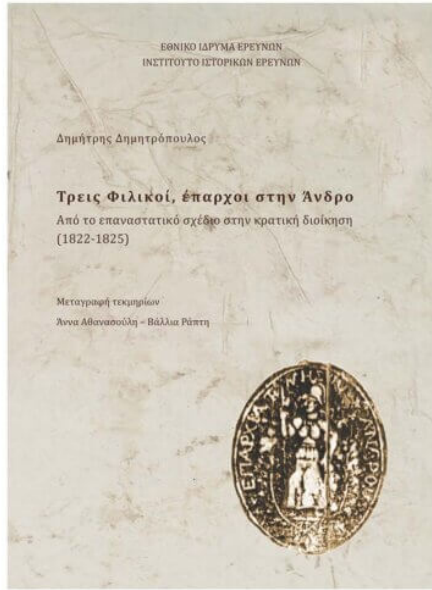 ΕΘΝΙΚΟ ΙΔΡΥΜΑ ΕΡΕΥΝΩΝ
ΙΝΣΤΙΤΟΥΤΟ ΙΣΤΟΡΙΚΩΝ ΕΡΕΥΝΩΝ
Δημήτρης Δημητρόπουλος
Τρεις Φιλικοί, έπαρχοι στην Άνδρο
Από το επαναστατικό σχέδιο στην κρατική διοίκηση
(1822-1825)
Μεταγραφή τεκμηρίων
Άννα Αθανασούλη – Βάλλια Ράπτη